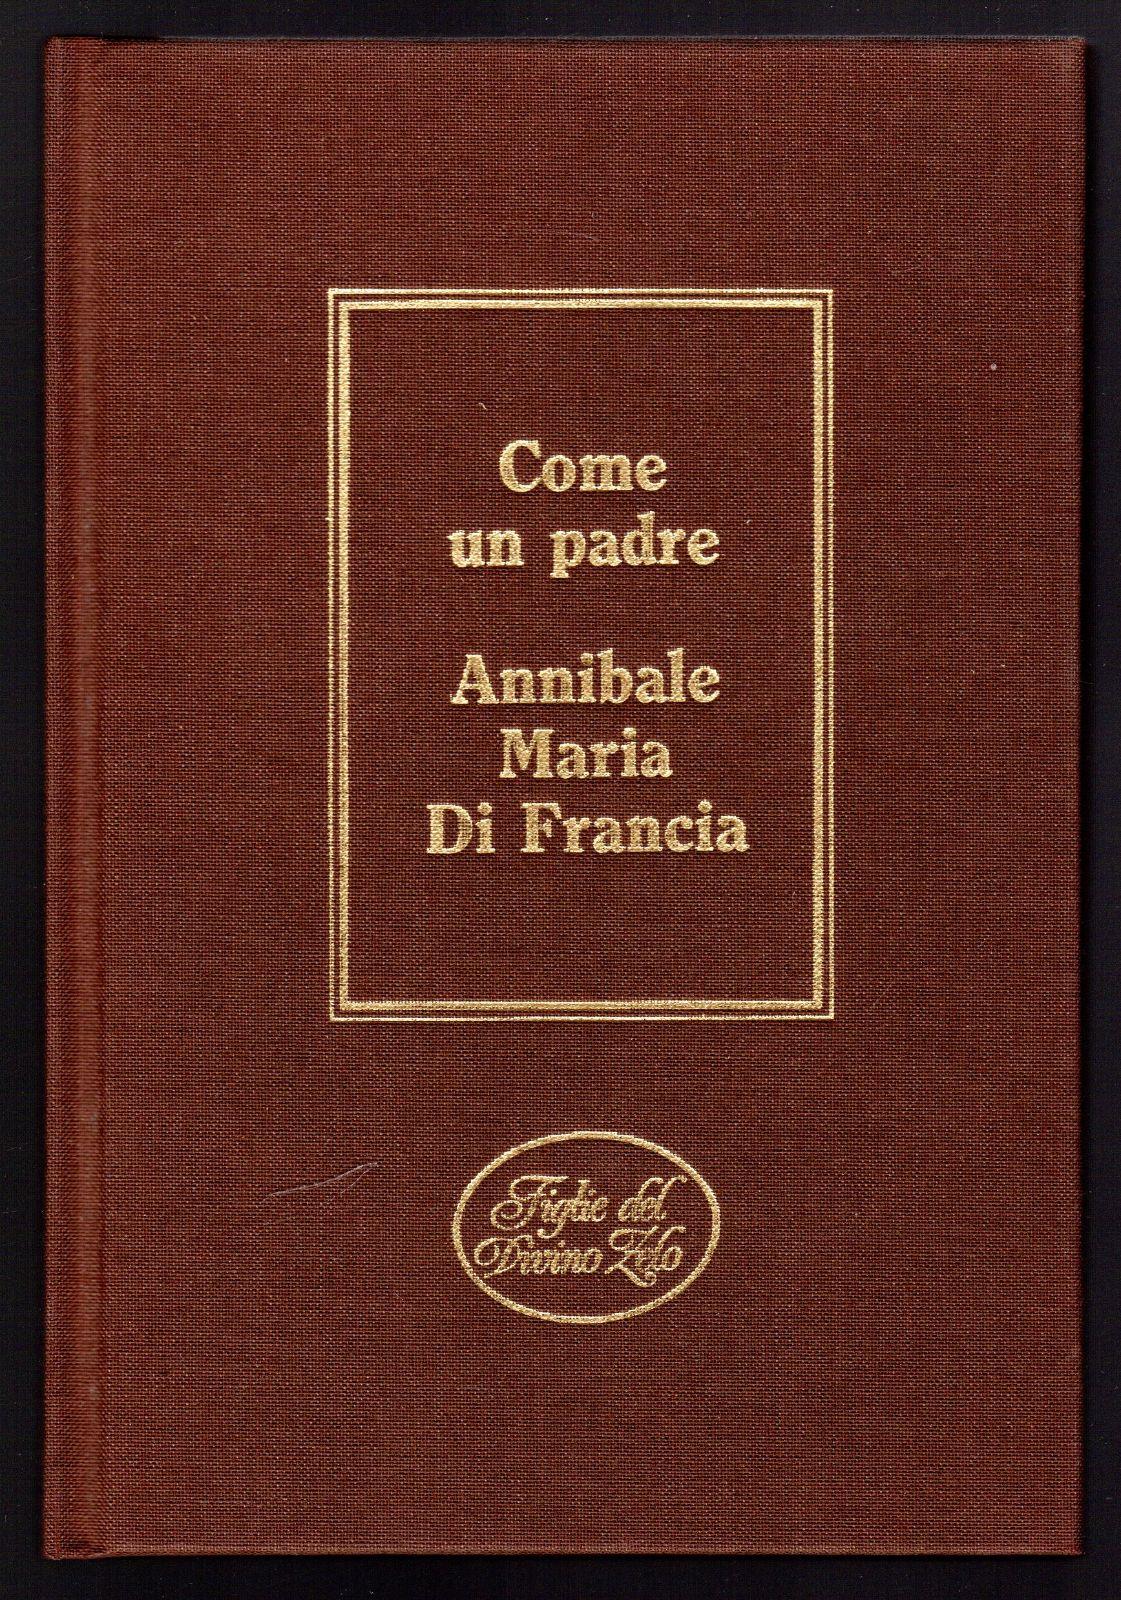 Come
un padre
Annibale
Maria
Di Francia
Figlie del
Divino Zelo